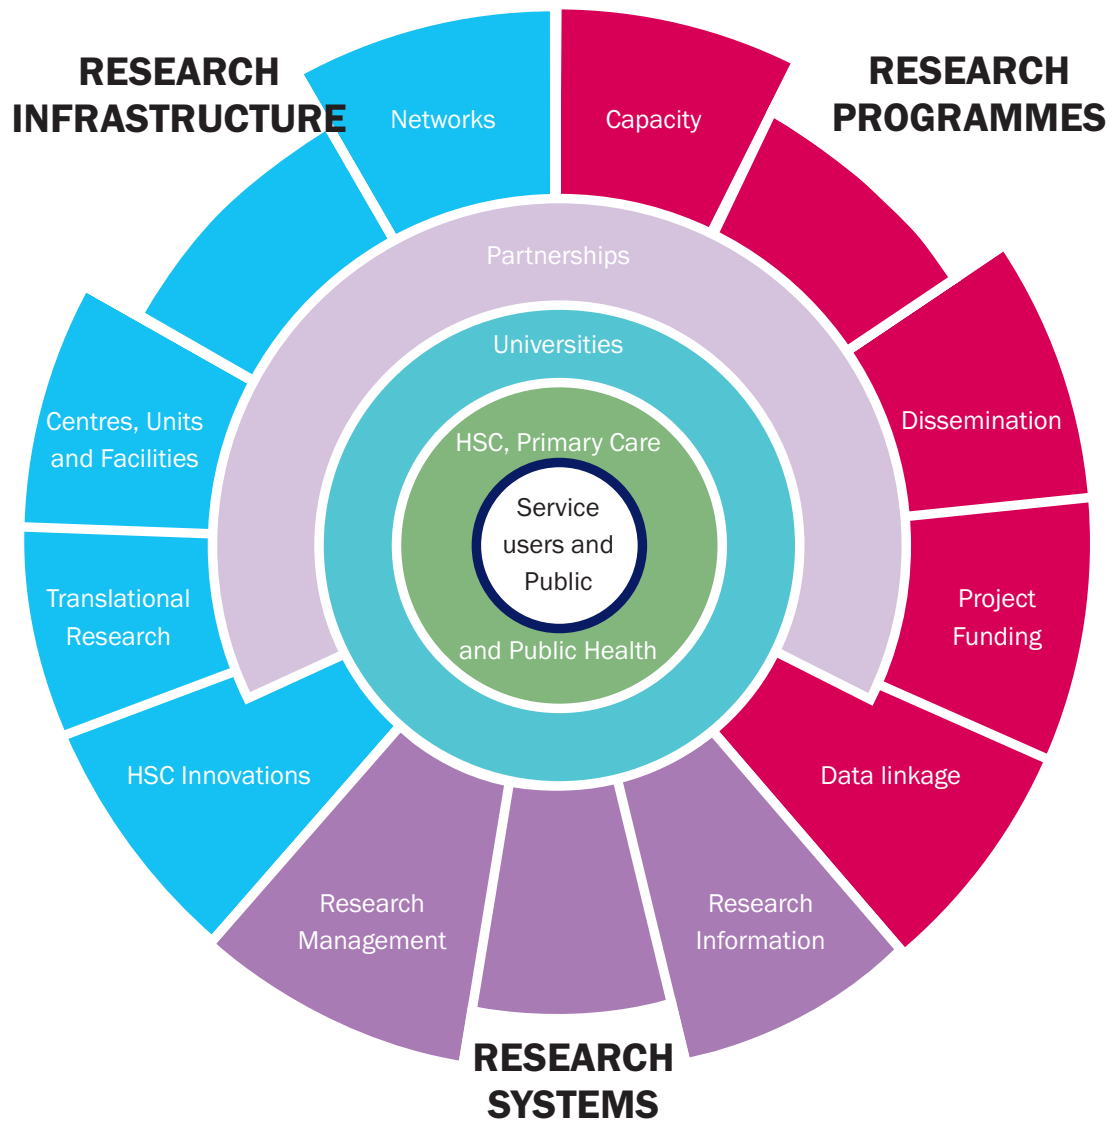 RESEARCH
INFRASTRUCTURE
RESEARCH
PROGRAMMES
Networks
Capacity
Partnerships
Universities
Centres, Units
and Facilities
Dissemination
HSC, Primary Care
and Public Health
Service
users and
Public
Translational
Research
Project
Funding
HSC Innovations
Data linkage
Research
Management
Research
Information
RESEARCH
SYSTEMS